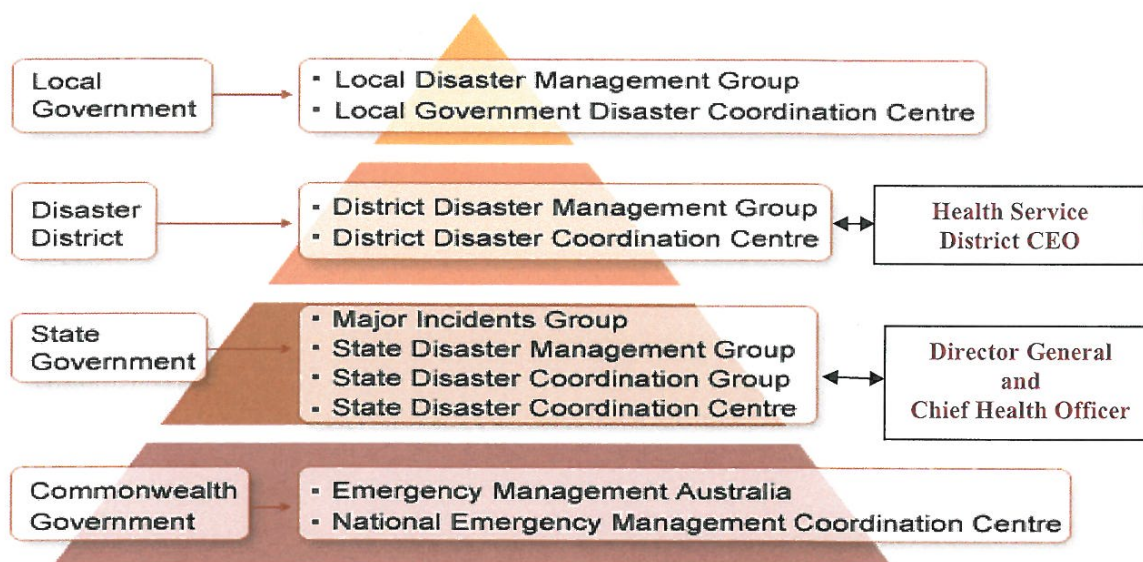 Local
Government
▪ Local Disaster Management Group
▪ Local Government Disaster Coordination Centre
Disaster
District
▪ District Disaster Management Group
▪ District Disaster Coordination Centre
Health Service
District CEO
State
Government
▪ Major Incidents Group
▪ State Disaster Management Group
▪ State Disaster Coordination Group
▪ State Disaster Coordination Centre
Director General
and
Chief Health Officer
Commonwealth
Government
▪ Emergency Management Australia
▪ National Emergency Management Coordination Centre